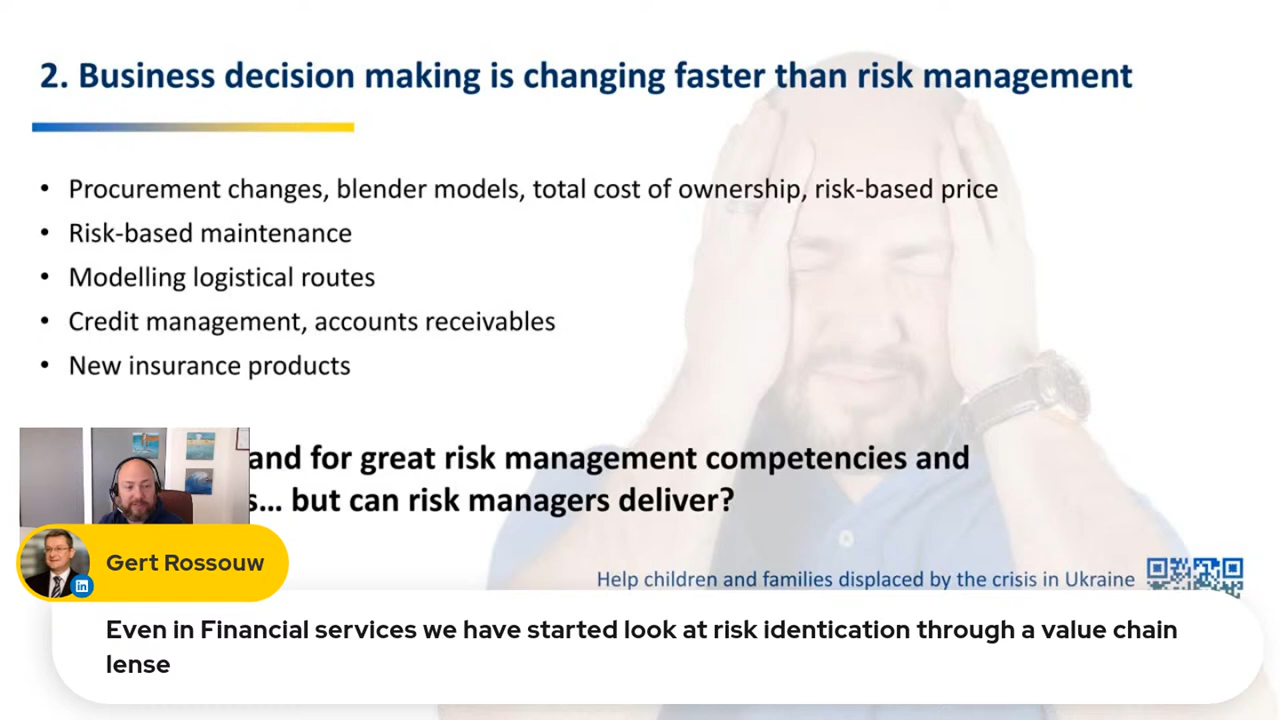 2. Business decision making is changing faster than risk management
• Procurement changes, blender models, total cost of ownership, risk-based price
• Risk-based maintenance
• Modelling logistical routes
• Credit management, accounts receivables
• New insurance products
and for great risk management competencies and
s... but can risk managers deliver?
Help children and families displaced by the crisis in Ukraine
Gert Rossouw
in
Even in Financial services we have started look at risk identication through a value chain
lense